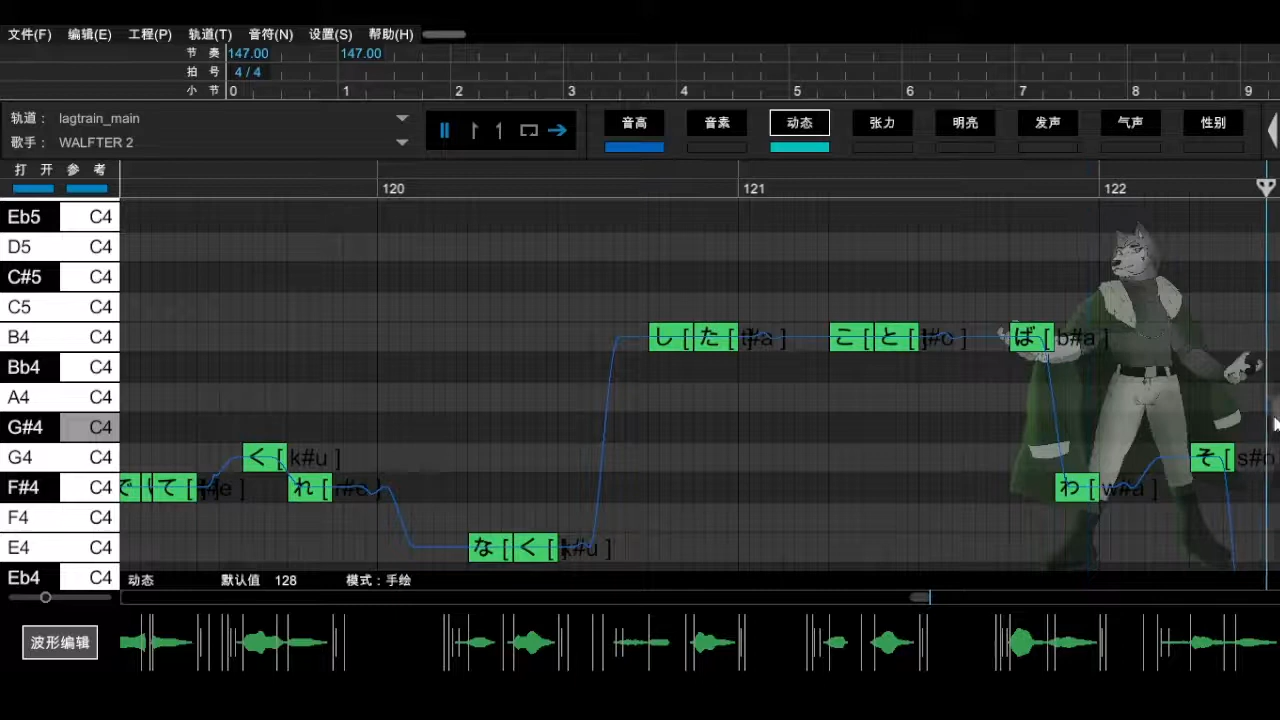 文件(F) 编辑(E) 工程(P) 轨道(T) 音符(N) 设置(S) 帮助(H)
节 奏 147.00 147.00
拍 号 4 / 4
小 节 0 1 2 3 4 5 6 7 8 9
轨道： lagtrain_main
歌手： WALFTER 2
音高 音素 动态 张力 明亮 发声 气声 性别
打 开 参 考
120 121 122
Eb5 C4
D5 C4
C#5 C4
C5 C4
B4 C4 し [ た [ t#a ] こ [ と [ ば [ b#a ]
Bb4 C4
A4 C4
G#4 C4
G4 C4 く [ k#u ] そ [ s#o
F#4 C4 で て [ れ [ わ [ w#a ]
F4 C4
E4 C4 な [ く [ k#u ]
Eb4 C4
动态 默认值 128 模式：手绘
波形编辑